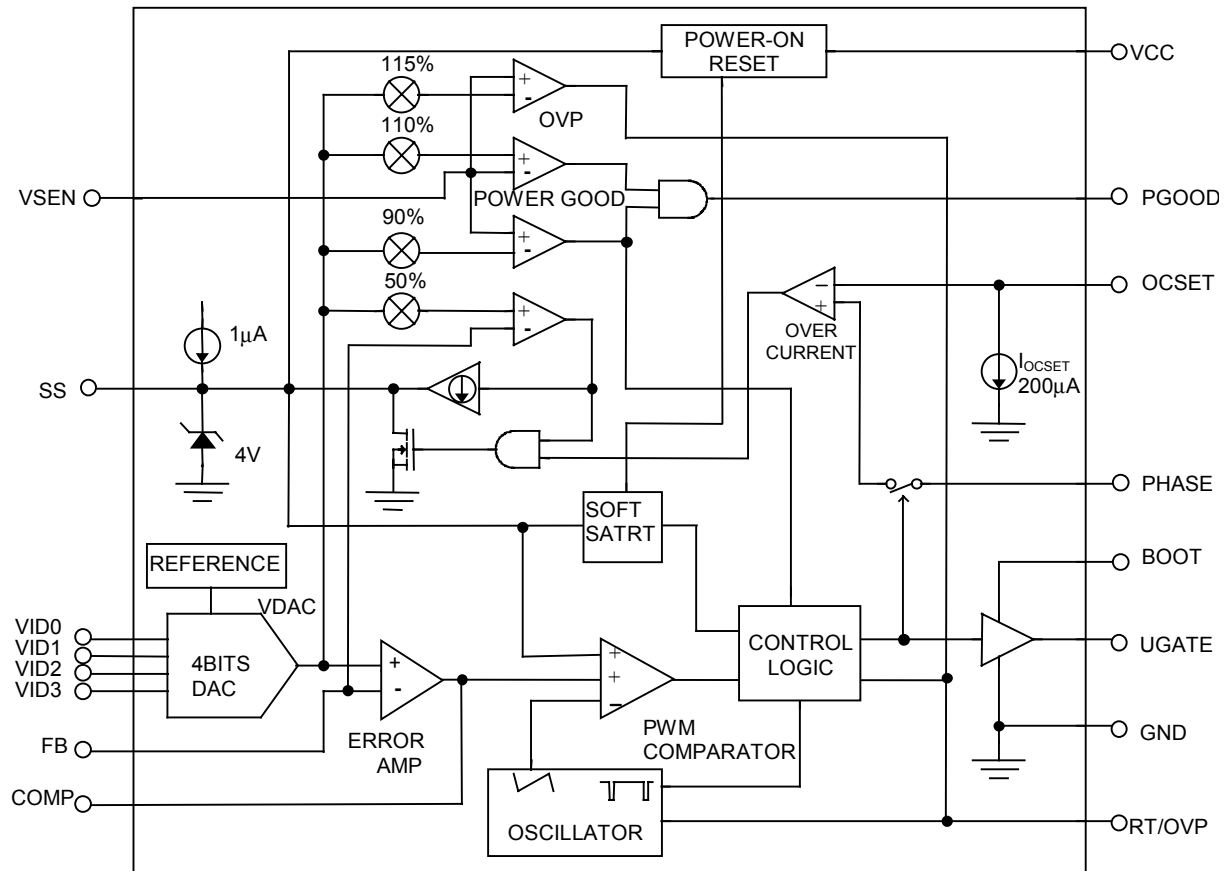 POWER-ON
RESET
VCC
115%
+
-
OVP
110%
+
-
VSEN
POWER GOOD
PGOOD
90%
+
-
50%
+
-
−
+
OVER
CURRENT
OCSET
IOCSET
200μA
1μA
SS
4V
PHASE
SOFT
SATRT
BOOT
REFERENCE
VDAC
VID0
VID1
VID2
VID3
4BITS
DAC
+
-
ERROR
AMP
+
+
−
PWM
COMPARATOR
CONTROL
LOGIC
UGATE
GND
FB
COMP
OSCILLATOR
RT/OVP